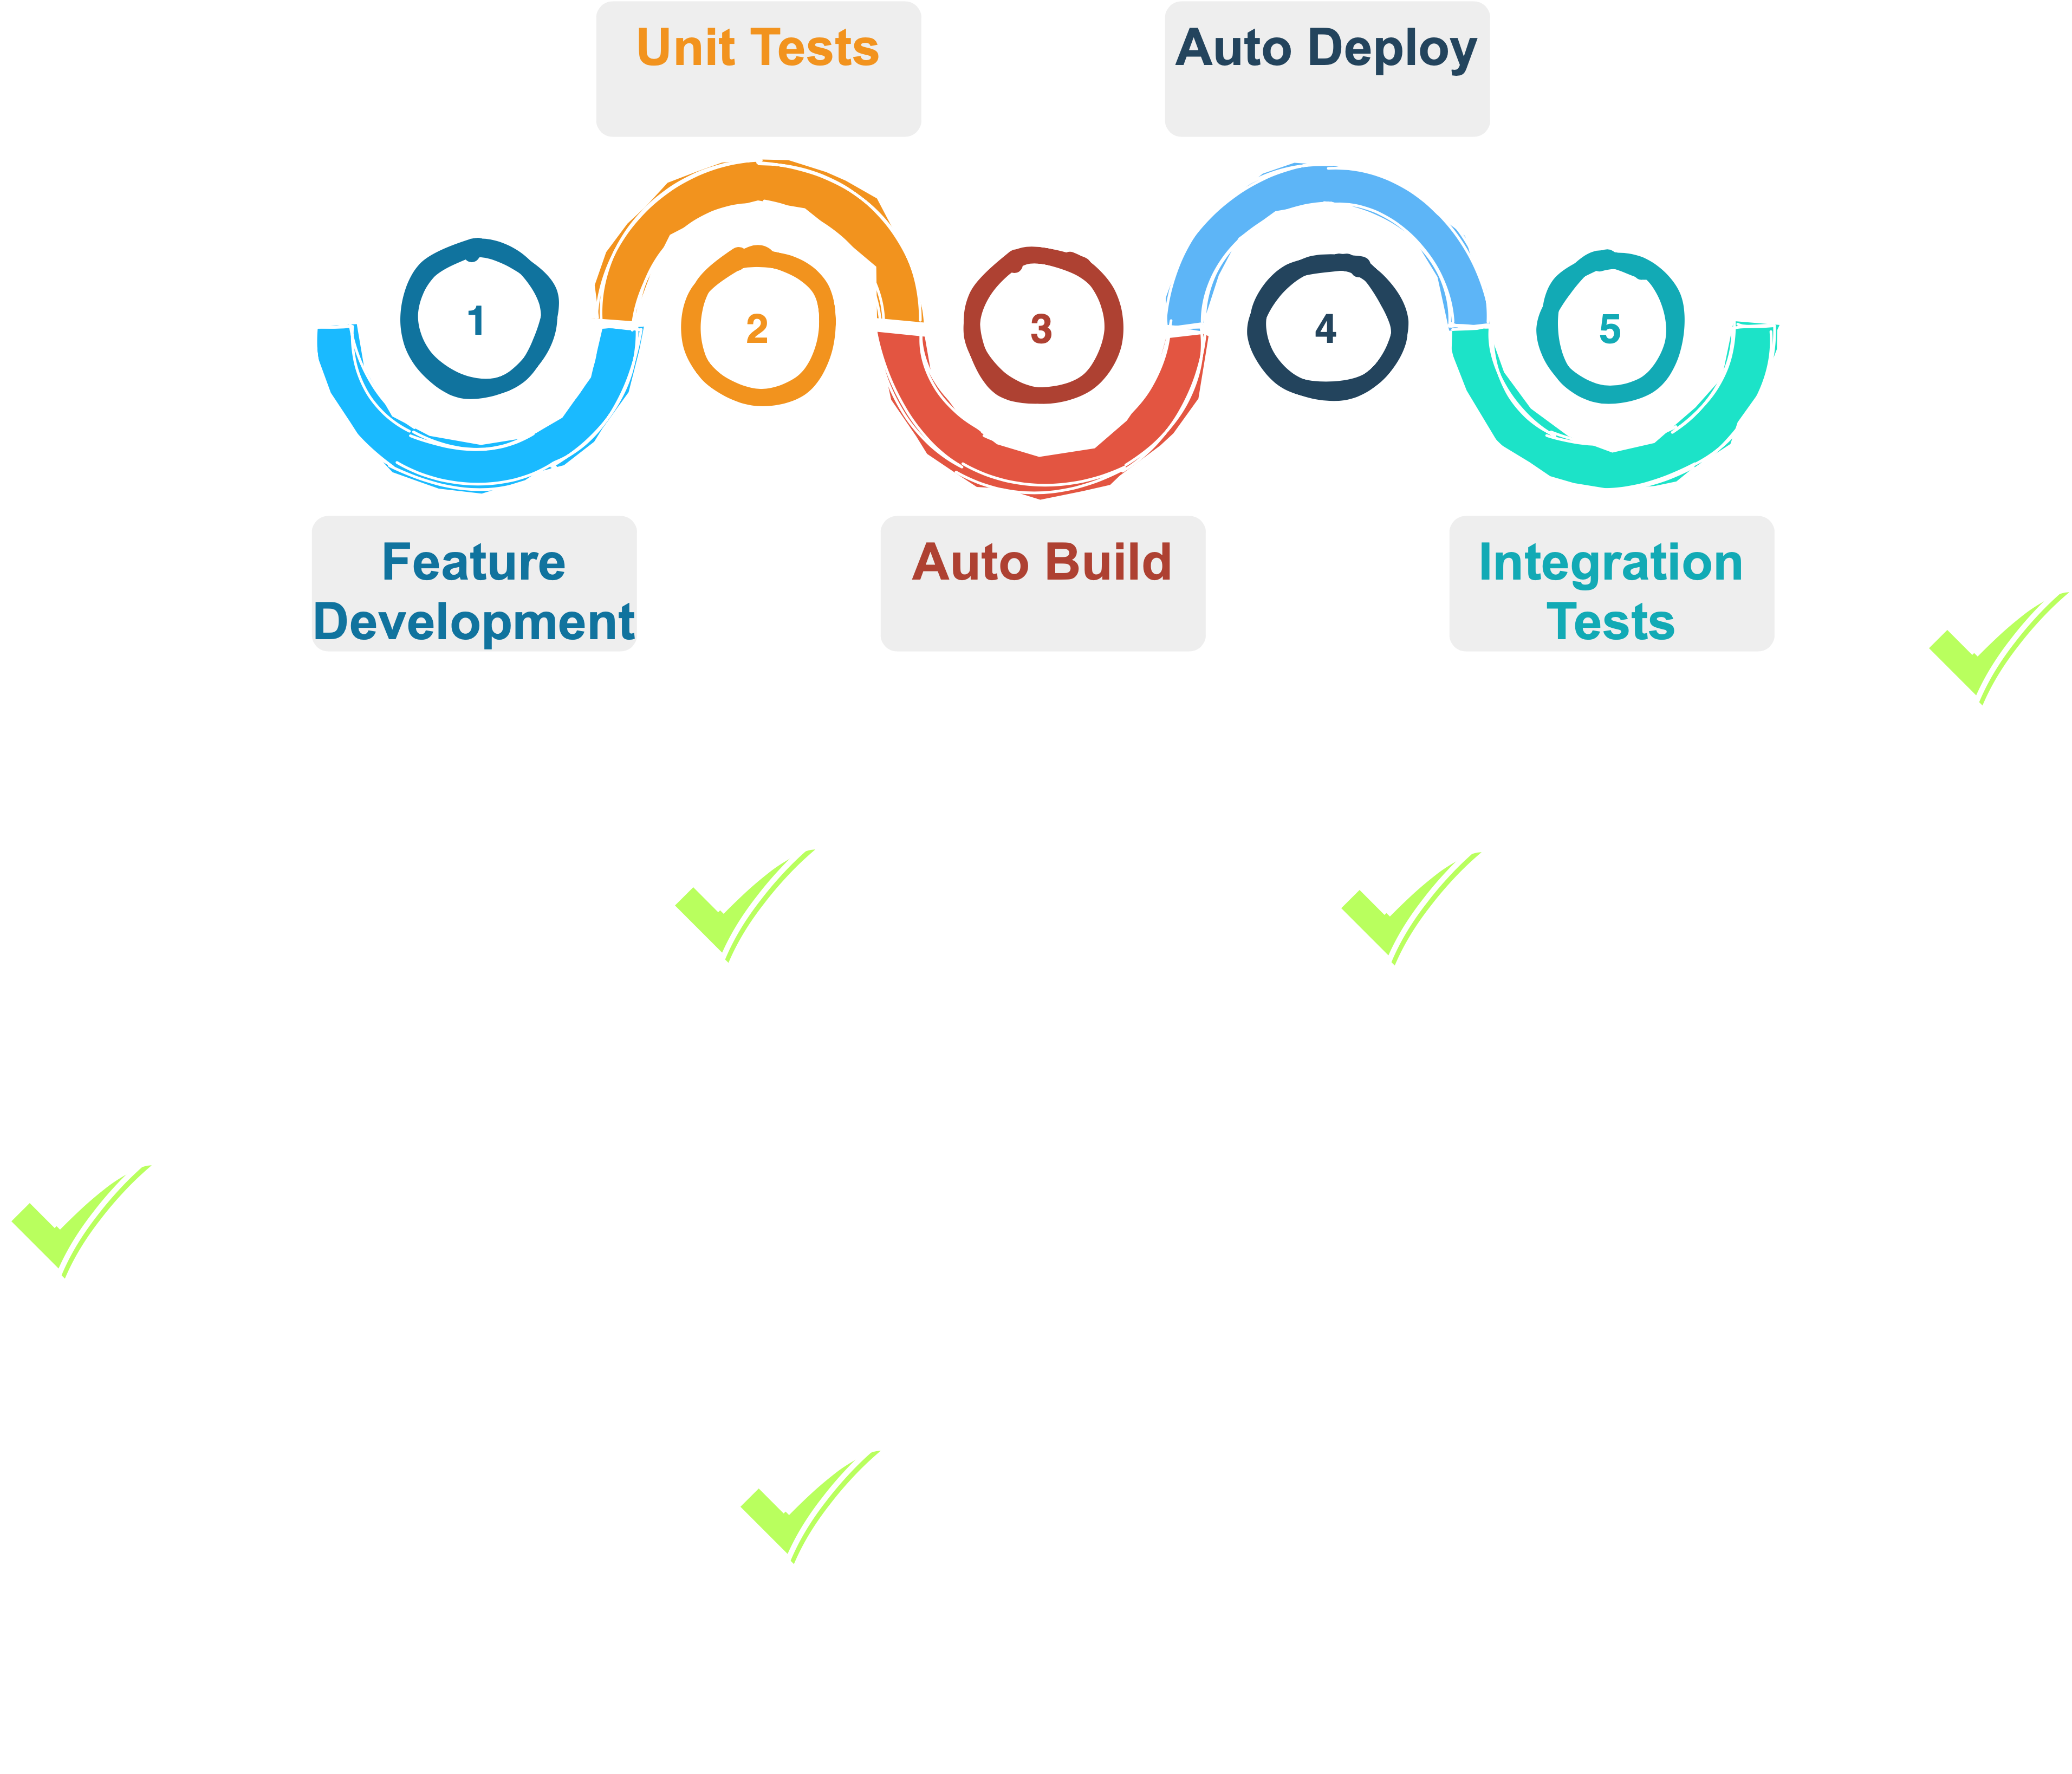 Unit Tests
Auto Deploy
1
2
3
4
5
Feature
Development
Auto Build
Integration
Tests